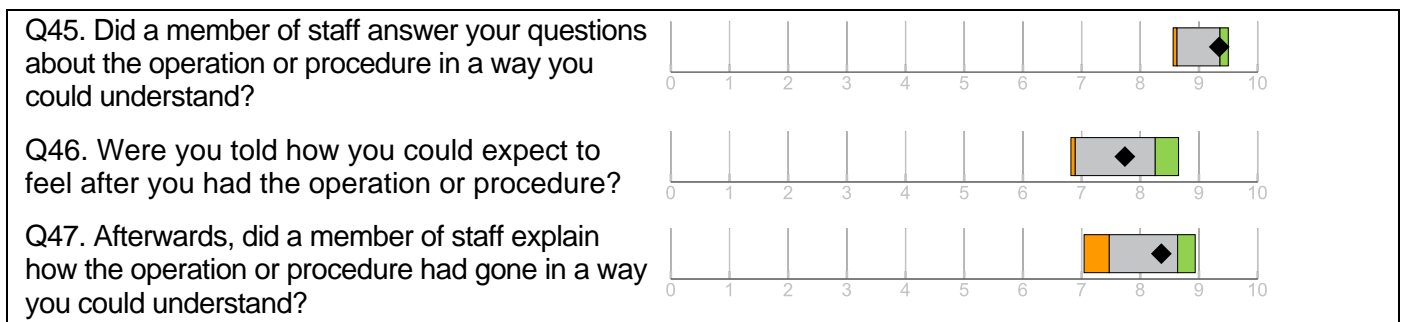 Q45. Did a member of staff answer your questions
about the operation or procedure in a way you
could understand?
0 1 2 3 4 5 6 7 8 9 10
Q46. Were you told how you could expect to
feel after you had the operation or procedure?
0 1 2 3 4 5 6 7 8 9 10
Q47. Afterwards, did a member of staff explain
how the operation or procedure had gone in a way
you could understand?
0 1 2 3 4 5 6 7 8 9 10